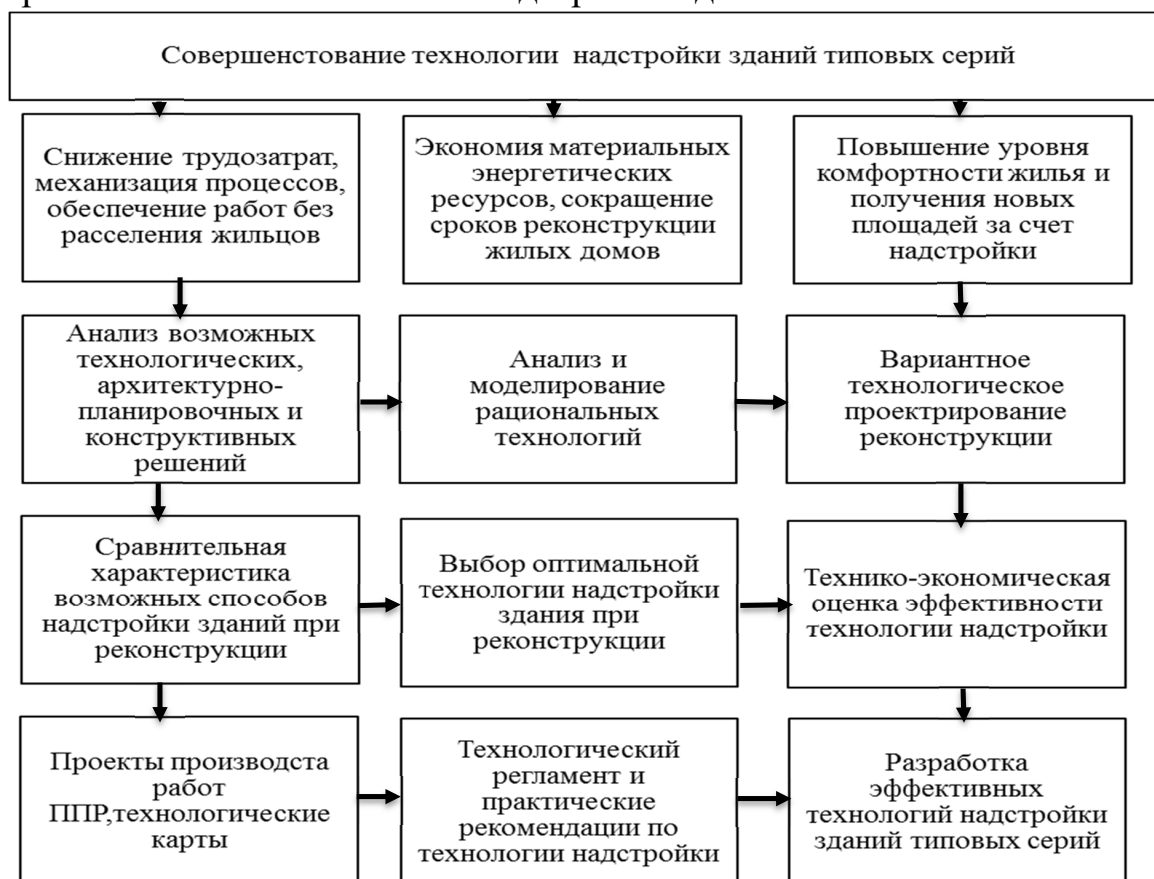 Совершенстование технологии надстройки зданий типовых серий
Снижение трудозатрат,
механизация процессов,
обеспечение работ без
расселения жильцов
Экономия материальных
энергетических
ресурсов, сокращение
сроков реконструкции
жилых домов
Повышение уровня
комфортности жилья и
получения новых
площадей за счет
надстройки
Анализ возможных
технологических,
архитектурно-
планировочных и
конструктивных
решений
Анализ и
моделирование
рациональных
технологий
Вариантное
технологическое
проектрирование
реконструкции
Сравнительная
характеристика
возможных способов
надстройки зданий при
реконструкции
Выбор оптимальной
технологии надстройки
здания при
реконструкции
Технико-экономическая
оценка эффективности
технологии надстройки
Проекты производста
работ
ППР,технологические
карты
Технологический
регламент и
практические
рекомендации по
технологии надстройки
Разработка
эффективных
технологий надстройки
зданий типовых серий